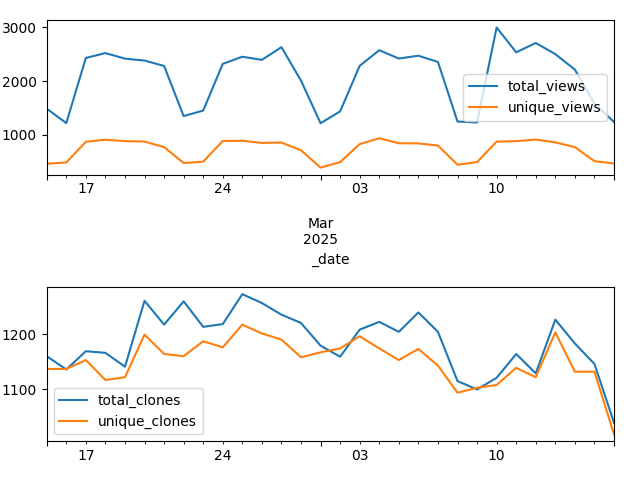 3000
2000
1000
total_views
unique_views
17
24
03
10
Mar
2025
_date
1200
1100
total_clones
unique_clones
17
24
03
10